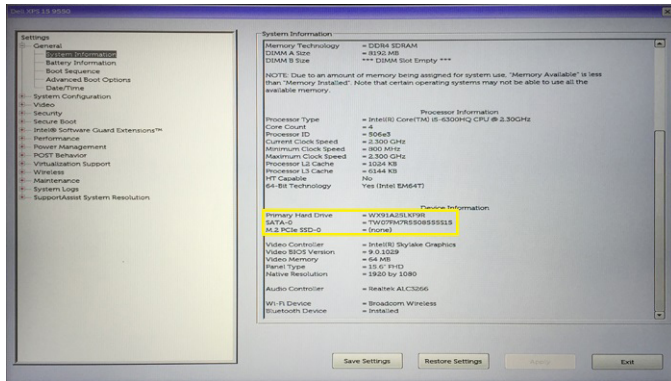 Dell XPS 15 9550
Settings
General
System Information
Battery Information
Boot Sequence
Advanced Boot Options
Date/Time
System Configuration
Video
Security
Secure Boot
Intel® Software Guard Extensions™
Performance
Power Management
POST Behavior
Virtualization Support
Wireless
Maintenance
System Logs
SupportAssist System Resolution
System Information
Memory Technology = DDR4 SDRAM
DIMM A Size = 8192 MB
DIMM B Size *** DIMM Slot Empty ***
NOTE: Due to an amount of memory being assigned for system use, "Memory Available" is less
than "Memory Installed". Note that certain operating systems may not be able to use all the
available memory.
Processor Information
Processor Type = Intel(R) Core(TM) i5-6300HQ CPU @ 2.30GHz
Core Count = 4
Processor ID = 506e3
Current Clock Speed = 2.300 GHz
Minimum Clock Speed = 800 MHz
Maximum Clock Speed = 2.300 GHz
Processor L2 Cache = 1024 KB
Processor L3 Cache = 6144 KB
HT Capable No
64-Bit Technology Yes (Intel EM64T)
Device Information
Primary Hard Drive = WX91A25LKF9R
SATA-0
M.2 PCIe SSD-0 = (none)
Video Controller = Intel(R) Skylake Graphics
Video BIOS Version = 9.0.1029
Video Memory = 64 MB
Panel Type = 15.6" FHD
Native Resolution = 1920 by 1080
Audio Controller = Realtek ALC3266
Wi-Fi Device = Broadcom Wireless
Bluetooth Device = Installed
Save Settings
Restore Settings
Apply
Exit